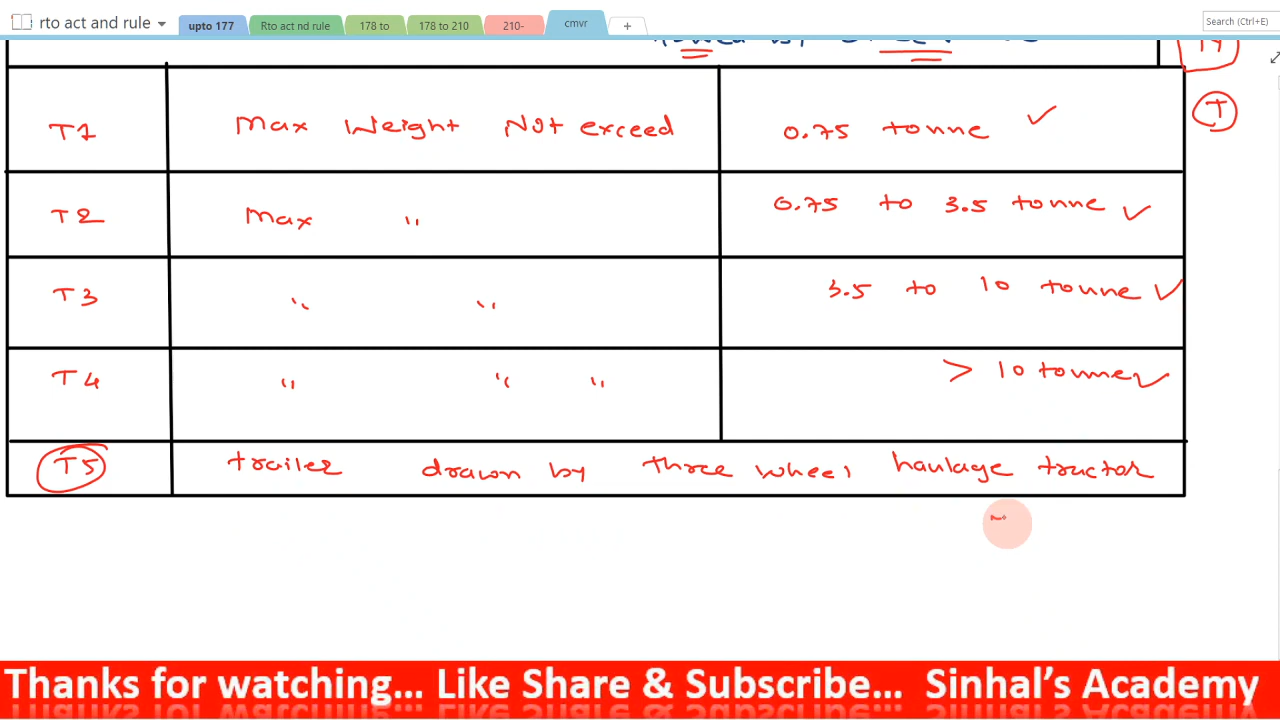 rto act and rule
upto 177
Rto act nd rule
178 to
178 to 210
210-
cmvr
+
Search (Ctrl+E)
T
T1 Max Weight Not exceed 0.75 tonne ✓
T2 Max " 0.75 to 3.5 tonne ✓
T3 " " 3.5 to 10 tonne ✓
T4 " " " > 10 tonne ✓
T5 trailer drawn by three wheel haulage tractor
Thanks for watching... Like Share & Subscribe... Sinhal's Academy